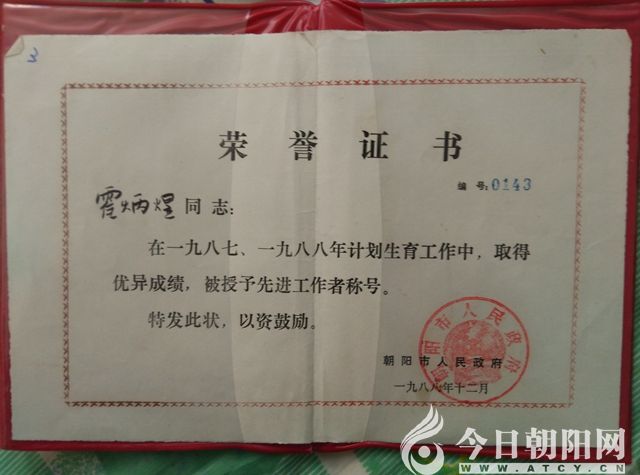 3
荣誉证书
编号:0143
霍炳煜同志:
在一九八七、一九八八年计划生育工作中，取得
优异成绩，被授予先进工作者称号。
特发此状，以资鼓励。
朝阳市人民政府
朝阳市人民政府
一九八八年十二月
今日朝阳网
WWW.ATCY.CN